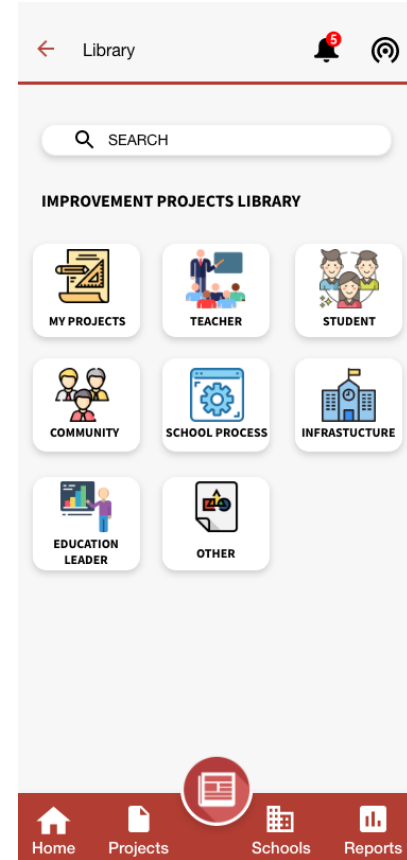 Library
5
SEARCH
IMPROVEMENT PROJECTS LIBRARY
MY PROJECTS
TEACHER
STUDENT
COMMUNITY
SCHOOL PROCESS
INFRASTUCTURE
EDUCATION
LEADER
OTHER
Home
Projects
Schools
Reports